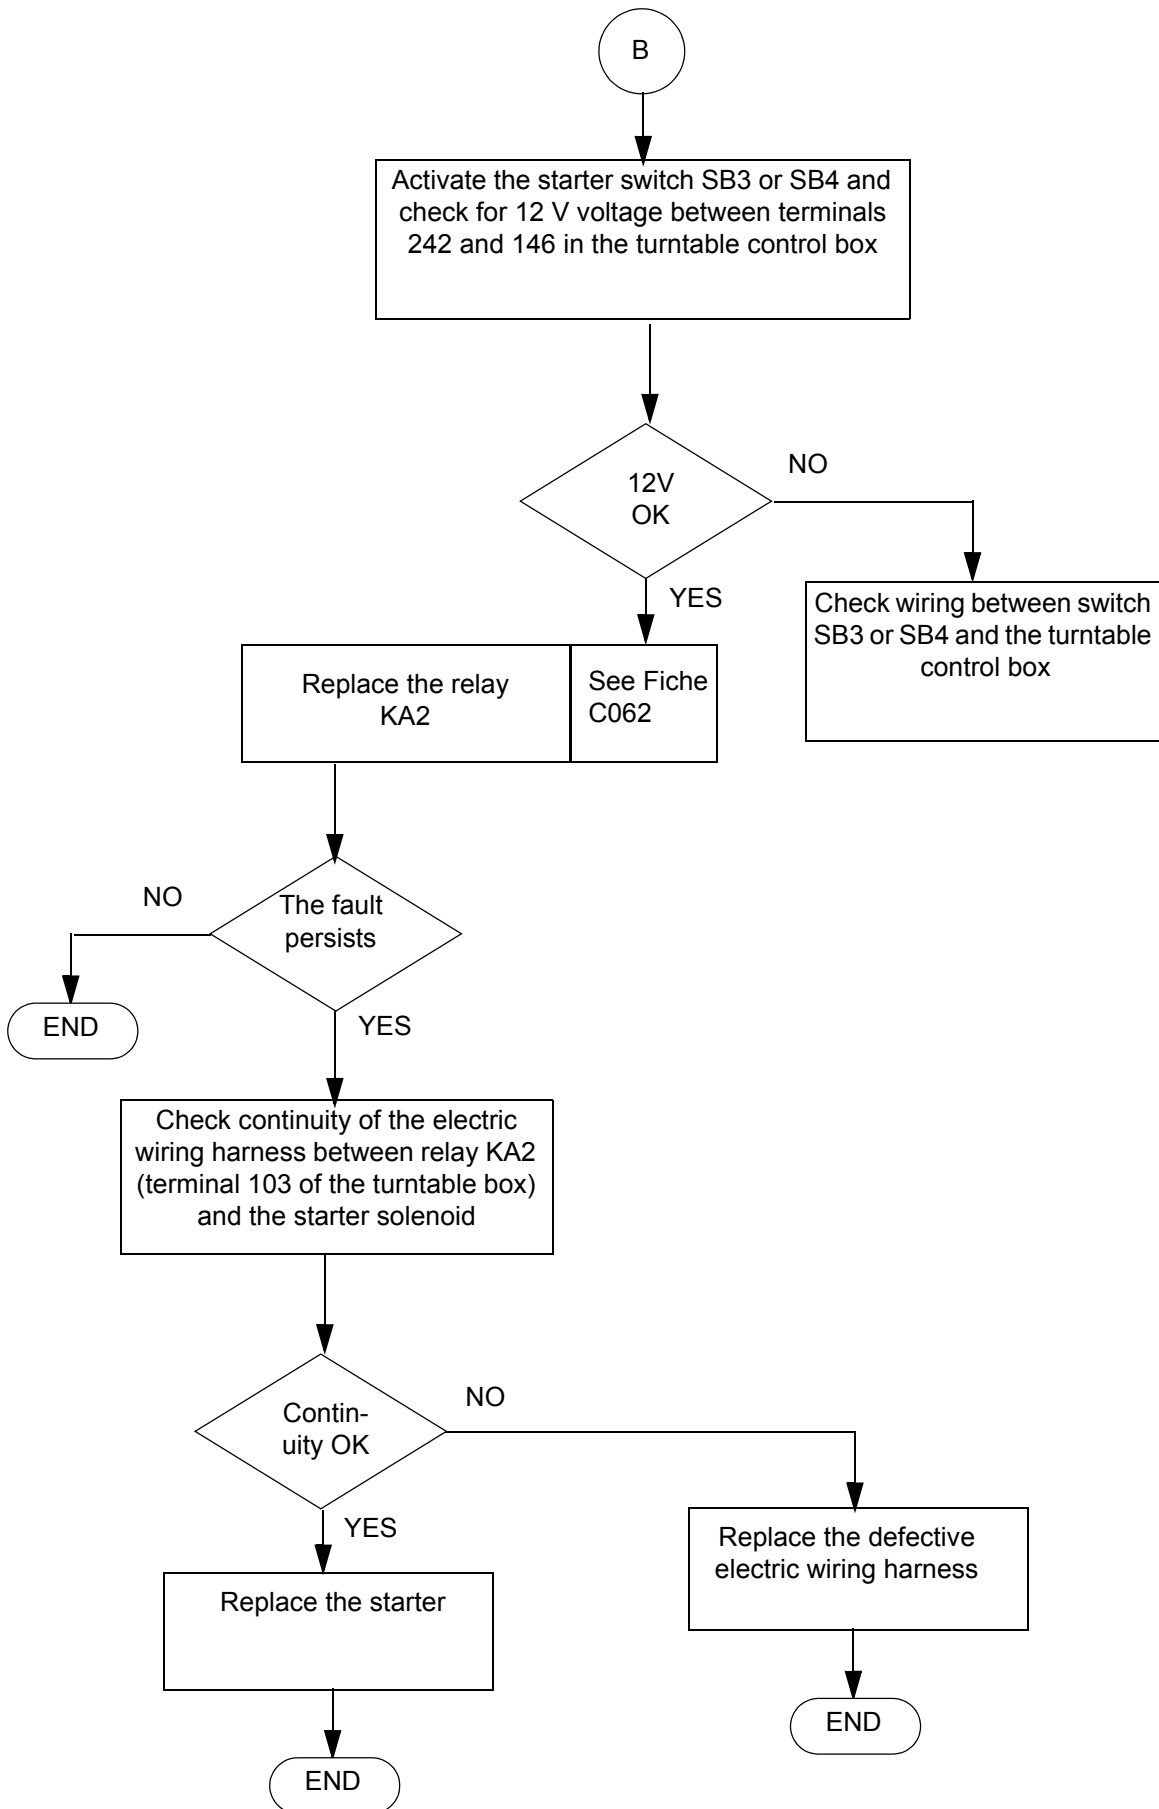 B
Activate the starter switch SB3 or SB4 and
check for 12 V voltage between terminals
242 and 146 in the turntable control box
12V
OK
NO
YES
Check wiring between switch
SB3 or SB4 and the turntable
control box
Replace the relay
KA2
See Fiche
C062
The fault
persists
NO
END
YES
Check continuity of the electric
wiring harness between relay KA2
(terminal 103 of the turntable box)
and the starter solenoid
Contin-
uity OK
NO
YES
Replace the defective
electric wiring harness
Replace the starter
END
END